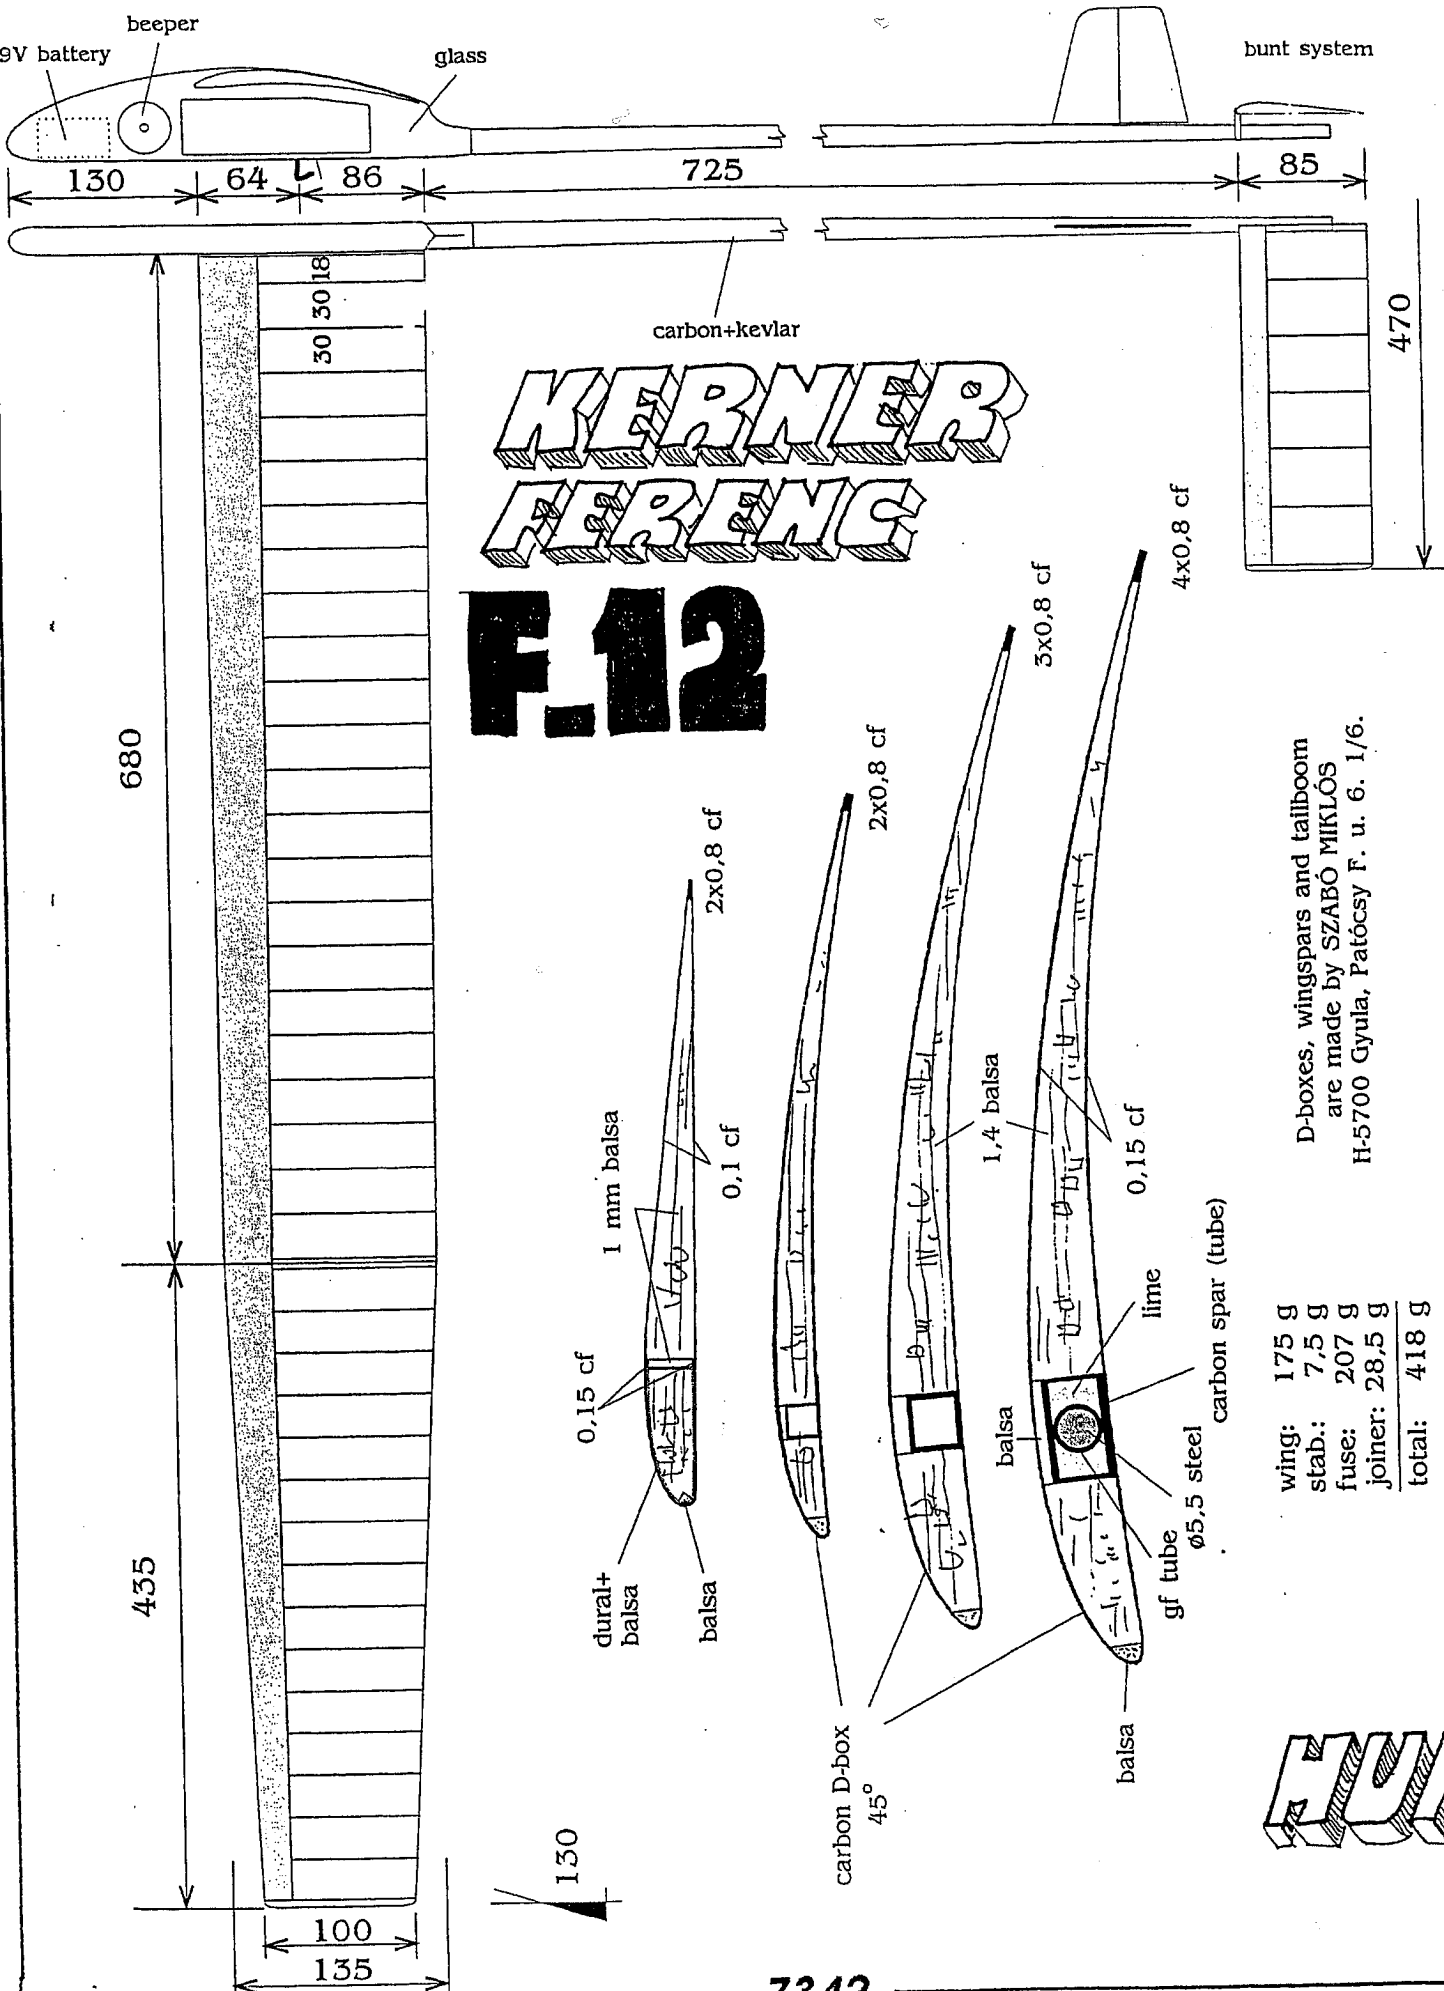 beeper
9V battery
glass
bunt system
130
64
86
725
85
18
30
30
carbon+kevlar
470
KERNER
FERENC
F-12
680
435
2x0,8 cf
2x0,8 cf
3x0,8 cf
4x0,8 cf
1 mm balsa
0,1 cf
0,15 cf
1,4 balsa
0,15 cf
dural+
balsa
balsa
balsa
lime
carbon spar (tube)
ø5,5 steel
gf tube
balsa
carbon D-box
45°
D-boxes, wingspars and tailboom
are made by SZABÓ MIKLÓS
H-5700 Gyula, Patócsy F. u. 6. 1/6.
wing: 175 g
stab.: 7,5 g
fuse: 207 g
joiner: 28,5 g
total: 418 g
130
100
135
7342